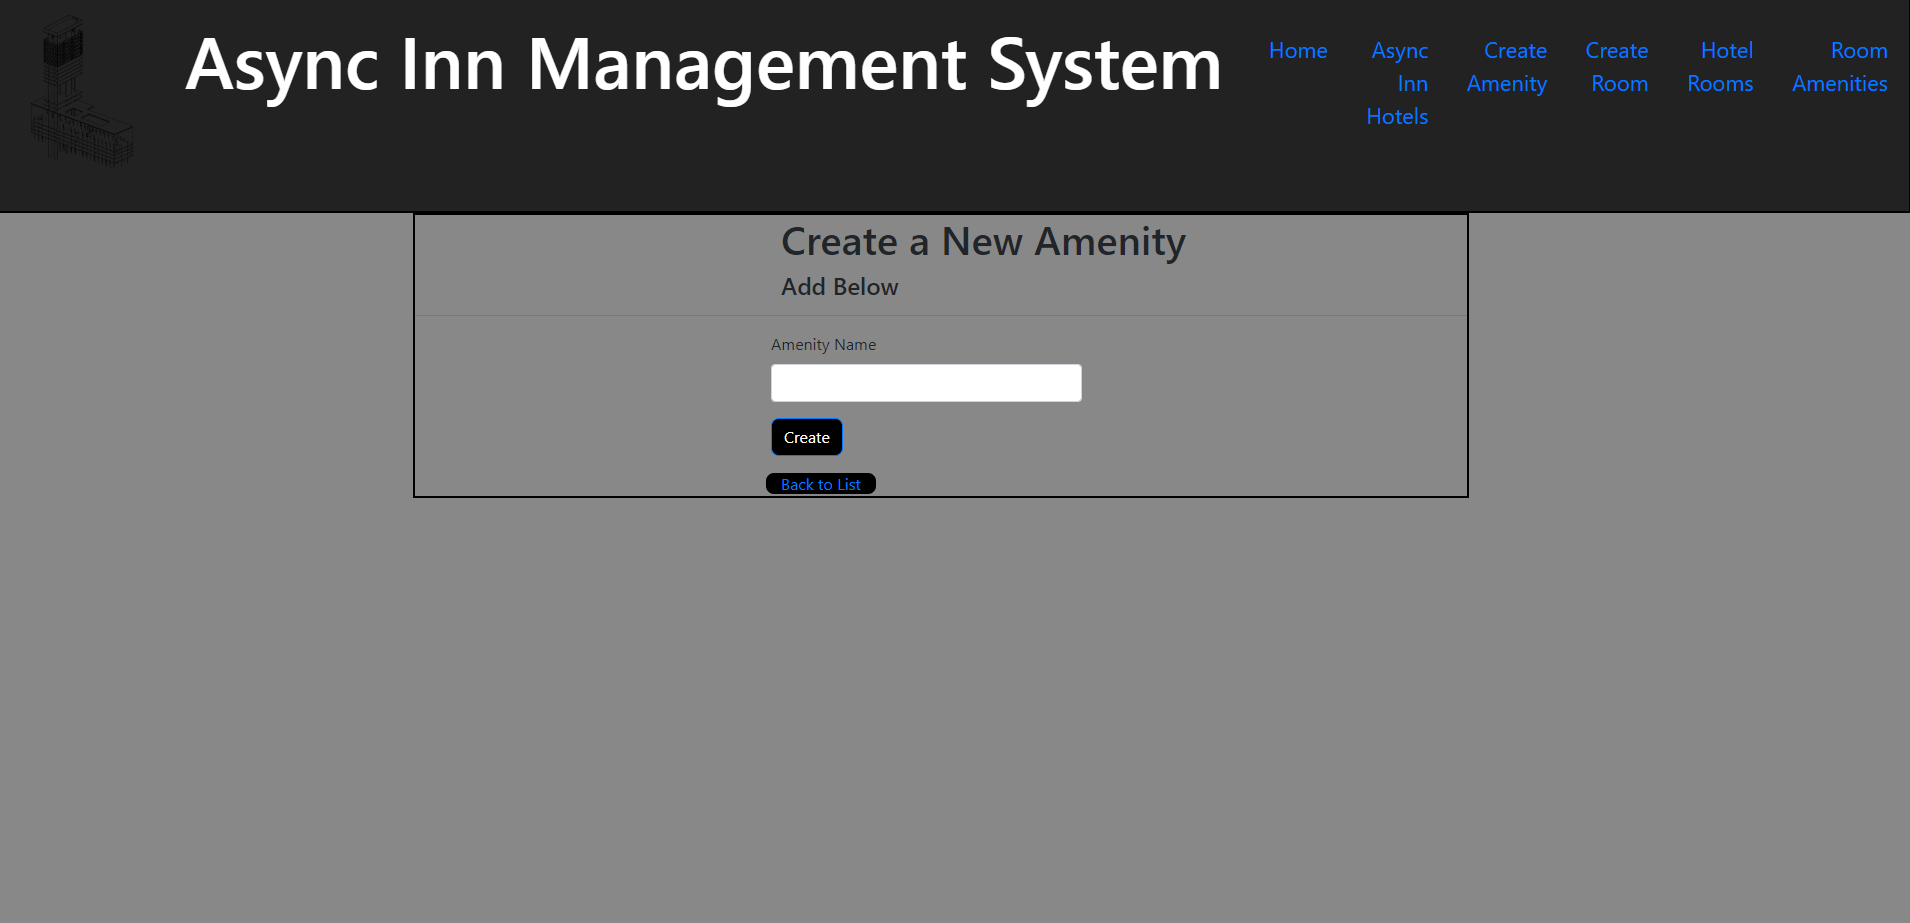 Async Inn Management System
Home
Async
Inn
Hotels
Create
Amenity
Create
Room
Hotel
Rooms
Room
Amenities
Create a New Amenity
Add Below
Amenity Name
Create
Back to List